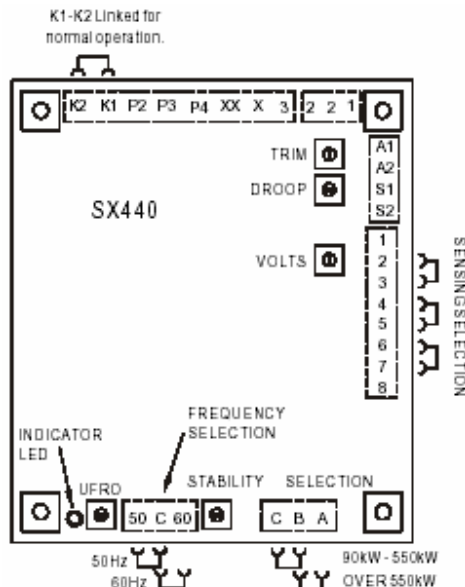 K1-K2 Linked for
normal operation.
K2 K1 P2 P3 P4 XX X 3 2 2 1
TRIM
A1
A2
DROOP
S1
S2
SX440
VOLTS
1
2
3
4
5
6
7
8
SENSING SELECTION
FREQUENCY
SELECTION
INDICATOR
LED
UFRO
STABILITY
SELECTION
50 C 60
C B A
50Hz
60Hz
90kW - 550kW
OVER 550kW